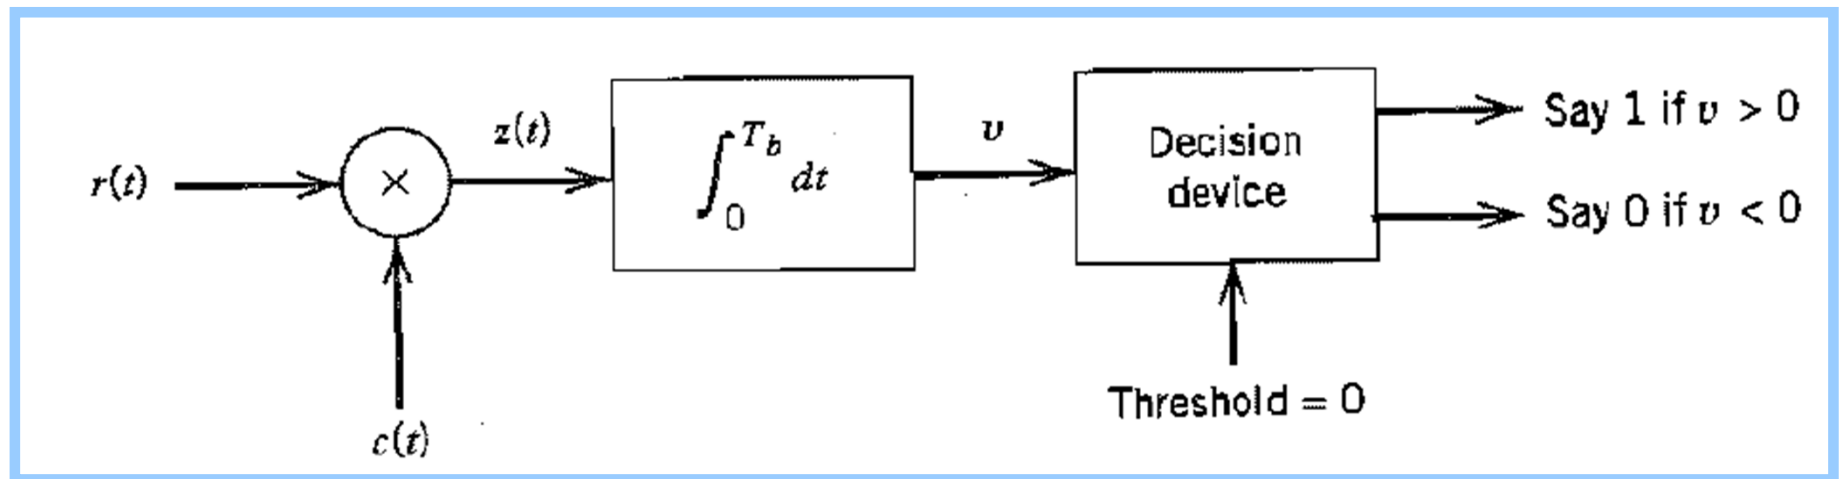 r(t)
×
z(t)
∫₀^{T_b} dt
v
Decision
device
Say 1 if v > 0
Say 0 if v < 0
Threshold = 0
c(t)